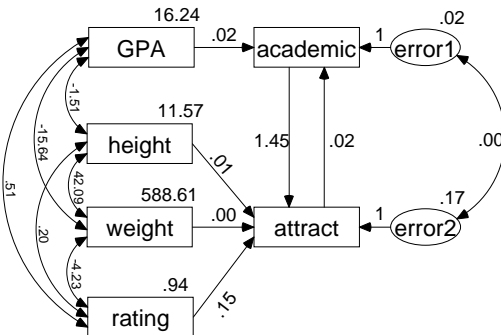 16.24
.02
GPA
.02
academic
1
error1
-1.51
11.57
-15.64
height
.01
1.45
.02
.00
.51
42.09
588.61
.17
weight
.00
attract
1
error2
.20
-4.23
.94
.15
rating